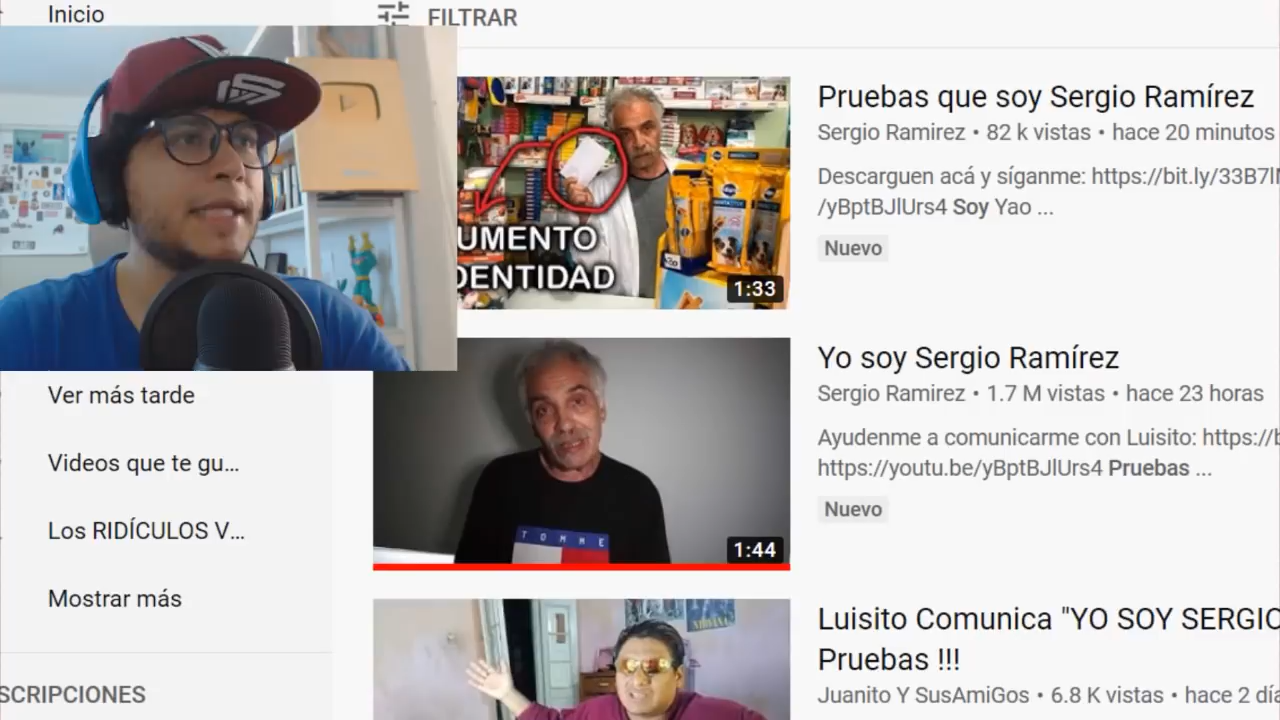 Inicio
FILTRAR
Pruebas que soy Sergio Ramírez
Sergio Ramirez • 82 k vistas • hace 20 minutos
Descarguen acá y síganme: https://bit.ly/33B7l
/yBptBJlUrs4 Soy Yao ...
Nuevo
UMENTO
DENTIDAD
1:33
Yo soy Sergio Ramírez
Sergio Ramirez • 1.7 M vistas • hace 23 horas
Ayudenme a comunicarme con Luisito: https://b
https://youtu.be/yBptBJlUrs4 Pruebas ...
Nuevo
TOMME
1:44
Ver más tarde
Videos que te gu...
Los RIDÍCULOS V...
Mostrar más
SCRIPCIONES
NIRVANA
Luisito Comunica "YO SOY SERGIO
Pruebas !!!
Juanito Y SusAmiGos • 6.8 K vistas • hace 2 día